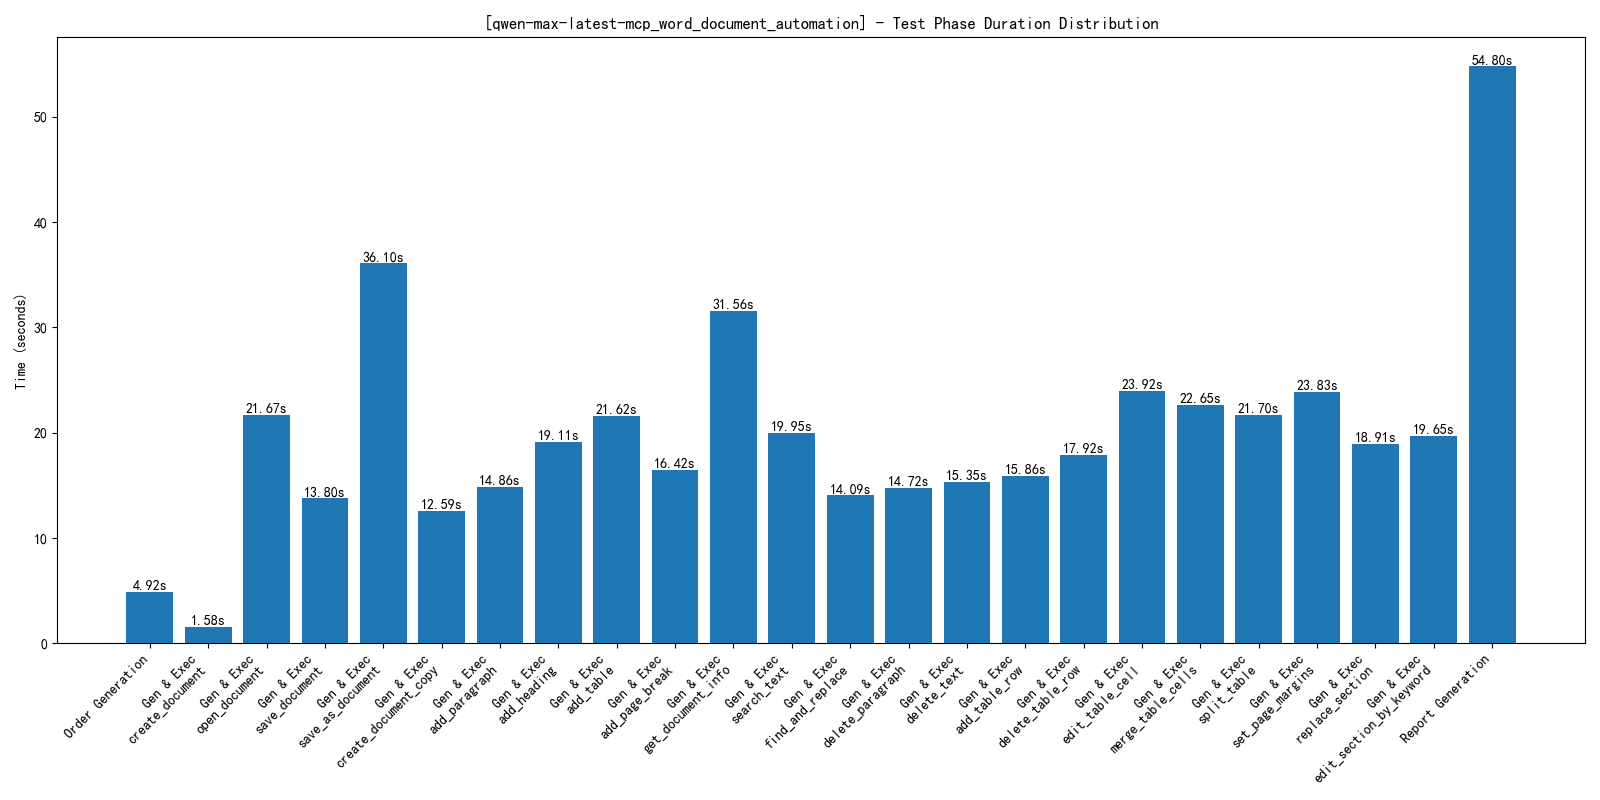 [qwen-max-latest-mcp_word_document_automation] - Test Phase Duration Distribution
Time (seconds)
50
40
30
20
10
0
4.92s
1.58s
21.67s
13.80s
36.10s
12.59s
14.86s
19.11s
21.62s
16.42s
31.56s
19.95s
14.09s
14.72s
15.35s
15.86s
17.92s
23.92s
22.65s
21.70s
23.83s
18.91s
19.65s
54.80s
Order Generation
Gen & Exec
create_document
Gen & Exec
open_document
Gen & Exec
save_document
Gen & Exec
save_as_document
Gen & Exec
create_document_copy
Gen & Exec
add_paragraph
Gen & Exec
add_heading
Gen & Exec
add_table
Gen & Exec
add_page_break
Gen & Exec
get_document_info
Gen & Exec
search_text
Gen & Exec
find_and_replace
Gen & Exec
delete_paragraph
Gen & Exec
delete_text
Gen & Exec
add_table_row
Gen & Exec
delete_table_row
Gen & Exec
edit_table_cell
Gen & Exec
merge_table_cells
Gen & Exec
split_table
Gen & Exec
set_page_margins
Gen & Exec
replace_section
Gen & Exec
edit_section_by_keyword
Report Generation